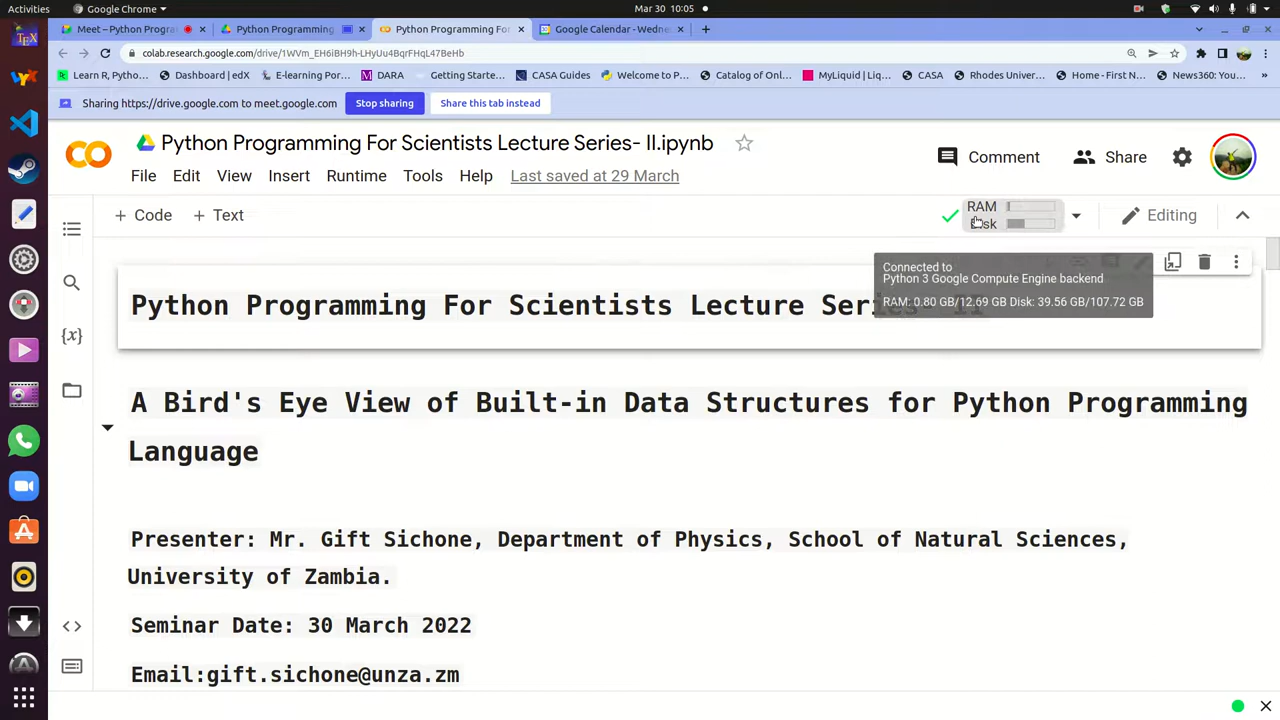 Activities
Google Chrome
Mar 30 10:05
Meet – Python Progra
Python Programming
Python Programming For
Google Calendar - Wedne
colab.research.google.com/drive/1WVm_EH6iBH9h-LHyUu4BqrFHqL47BeHb
Learn R, Pytho...
Dashboard | edX
E-learning Por...
DARA
Getting Starte...
CASA Guides
Welcome to P...
Catalog of Onl...
MyLiquid | Liq...
CASA
Rhodes Univer...
Home - First N...
News360: You...
»
Sharing https://drive.google.com to meet.google.com
Stop sharing
Share this tab instead
Python Programming For Scientists Lecture Series- II.ipynb
Comment
Share
File Edit View Insert Runtime Tools Help Last saved at 29 March
+ Code + Text
RAM
Disk
Editing
Connected to
Python 3 Google Compute Engine backend
RAM: 0.80 GB/12.69 GB Disk: 39.56 GB/107.72 GB
{x}
Python Programming For Scientists Lecture Series- II
A Bird's Eye View of Built-in Data Structures for Python Programming
Language
Presenter: Mr. Gift Sichone, Department of Physics, School of Natural Sciences,
University of Zambia.
Seminar Date: 30 March 2022
Email:gift.sichone@unza.zm